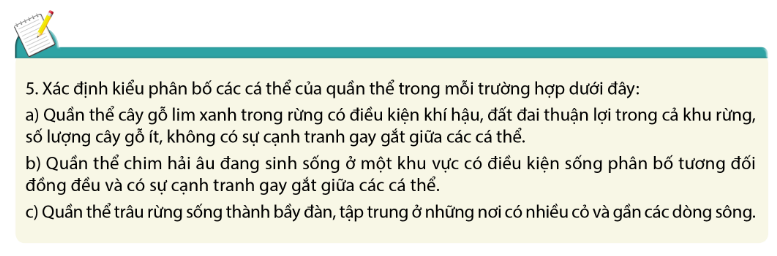 5. Xác định kiểu phân bố các cá thể của quần thể trong mỗi trường hợp dưới đây:
a) Quần thể cây gỗ lim xanh trong rừng có điều kiện khí hậu, đất đai thuận lợi trong cả khu rừng,
số lượng cây gỗ ít, không có sự cạnh tranh gay gắt giữa các cá thể.
b) Quần thể chim hải âu đang sinh sống ở một khu vực có điều kiện sống phân bố tương đối
đồng đều và có sự cạnh tranh gay gắt giữa các cá thể.
c) Quần thể trâu rừng sống thành bầy đàn, tập trung ở những nơi có nhiều cỏ và gần các dòng sông.